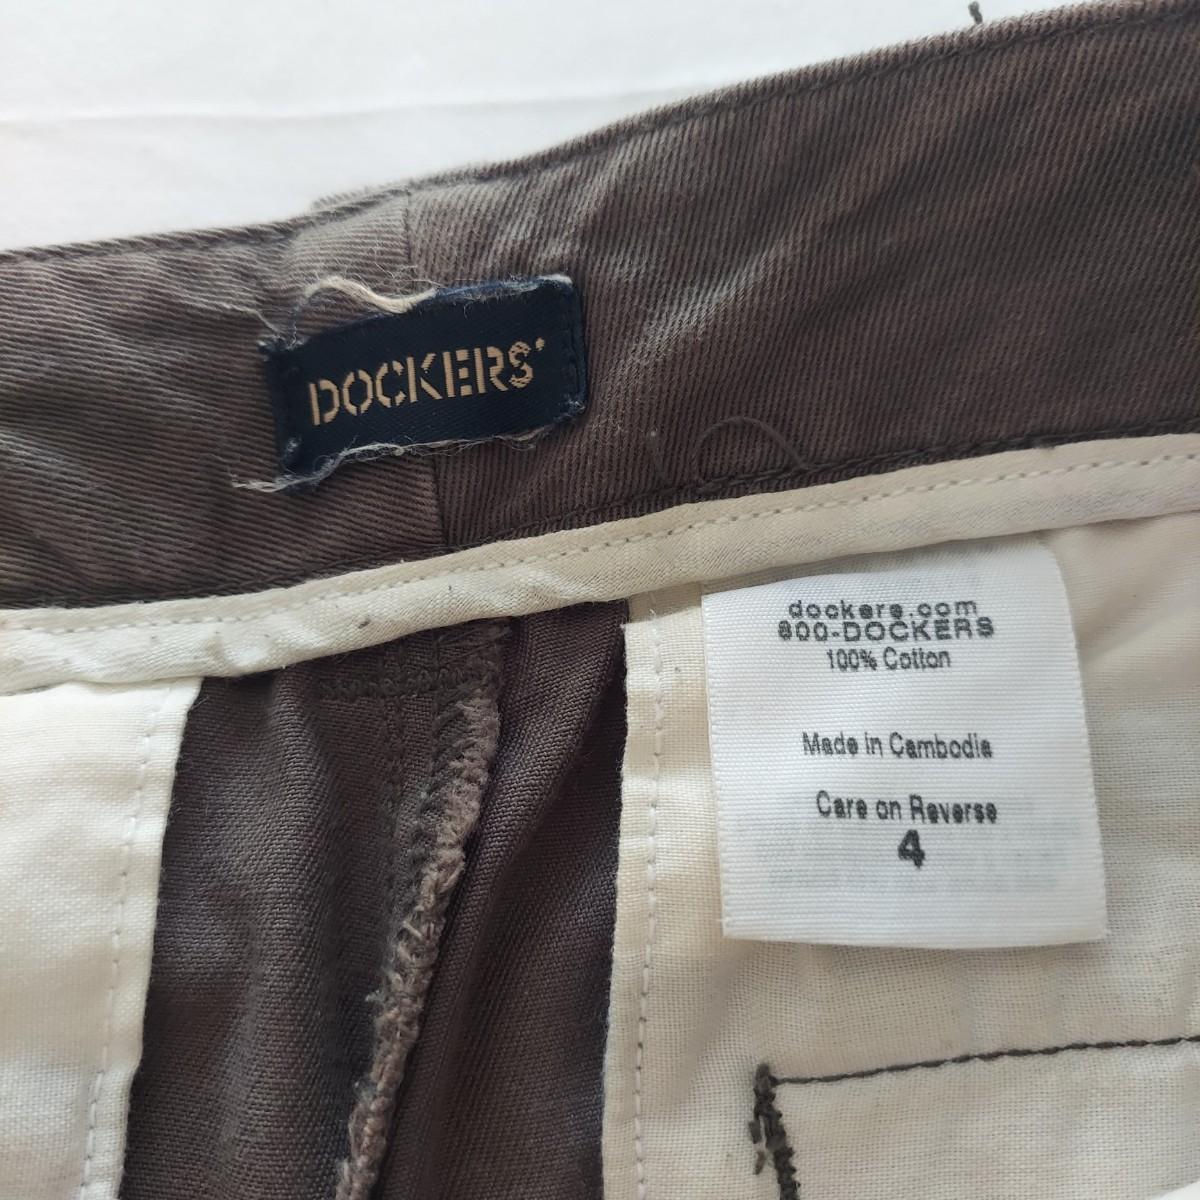 DOCKERS
dockers.com
800-DOCKERS
100% Cotton
Made in Cambodia
Care on Reverse
4